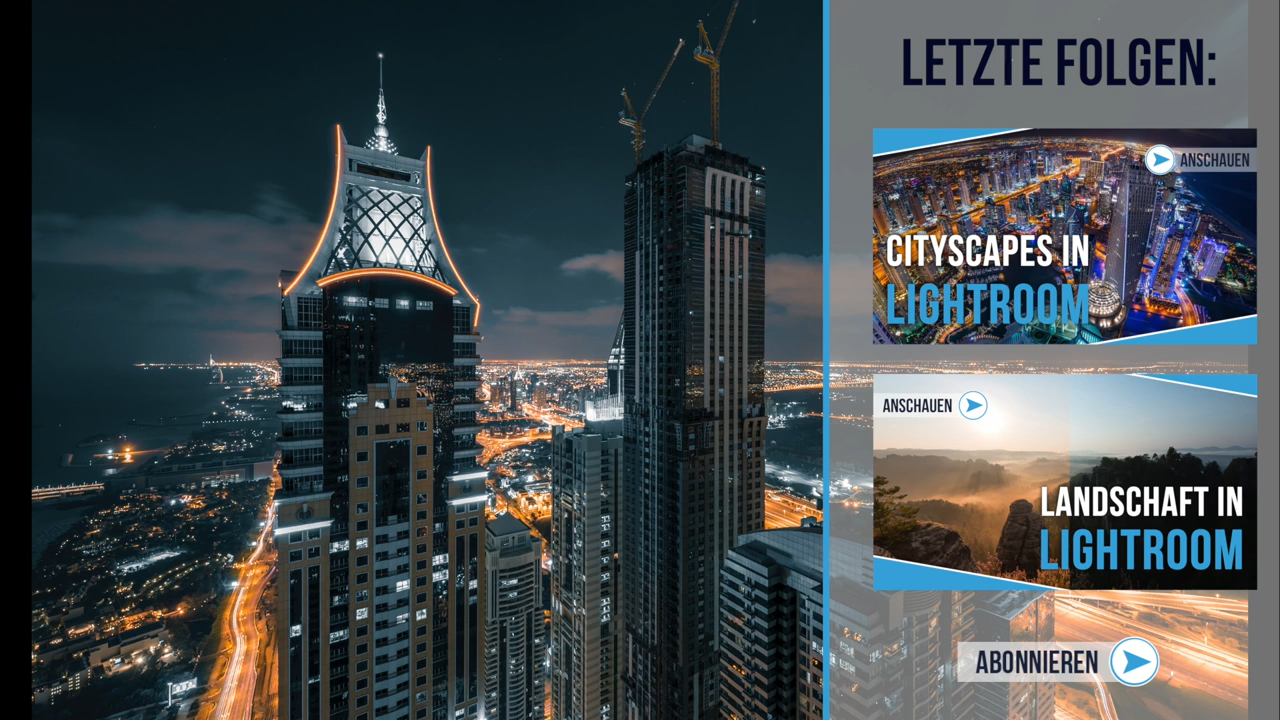 LETZTE FOLGEN:
ANSCHAUEN
CITYSCAPES IN
LIGHTROOM
ANSCHAUEN
LANDSCHAFT IN
LIGHTROOM
ABONNIEREN